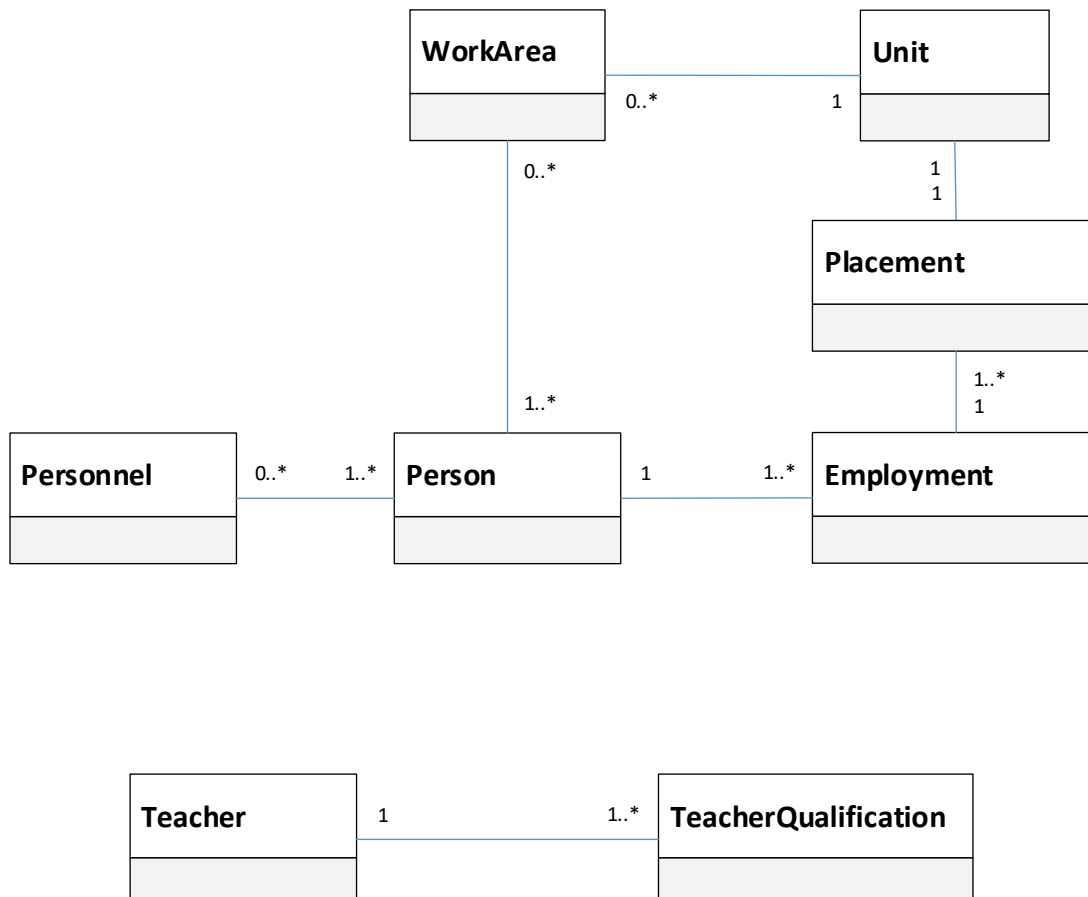 WorkArea
Unit
0..*
1
0..*
1
1
Placement
1..*
1..*
1
Personnel
0..*
1..*
Person
1
1..*
Employment
Teacher
1
1..*
TeacherQualification